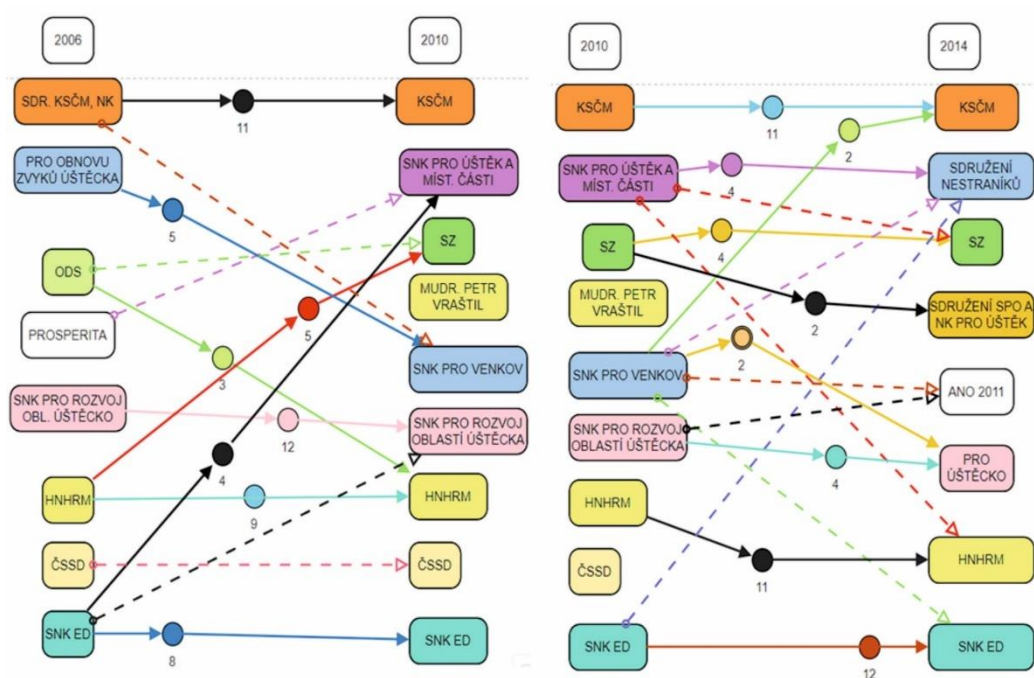 2006
2010
SDR. KSČM, NK
11
KSČM
PRO OBNOVU
ZVYKŮ ÚŠTĚCKA
5
SNK PRO ÚŠTĚK A
MÍST. ČÁSTI
ODS
SZ
5
MUDR. PETR
VRAŠTIL
PROSPERITA
3
SNK PRO VENKOV
SNK PRO ROZVOJ
OBL. ÚŠTĚCKO
12
SNK PRO ROZVOJ
OBLASTÍ ÚŠTĚCKA
4
HNHRM
9
HNHRM
ČSSD
ČSSD
SNK ED
8
SNK ED
2010
2014
KSČM
11
KSČM
2
SNK PRO ÚŠTĚK A
MÍST. ČÁSTI
4
SDRUŽENÍ
NESTRANÍKŮ
SZ
4
SZ
MUDR. PETR
VRAŠTIL
2
SDRUŽENÍ SPO A
NK PRO ÚŠTĚK
SNK PRO VENKOV
2
ANO 2011
SNK PRO ROZVOJ
OBLASTÍ ÚŠTĚCKA
4
PRO
ÚŠTĚCKO
HNHRM
11
HNHRM
ČSSD
SNK ED
12
SNK ED